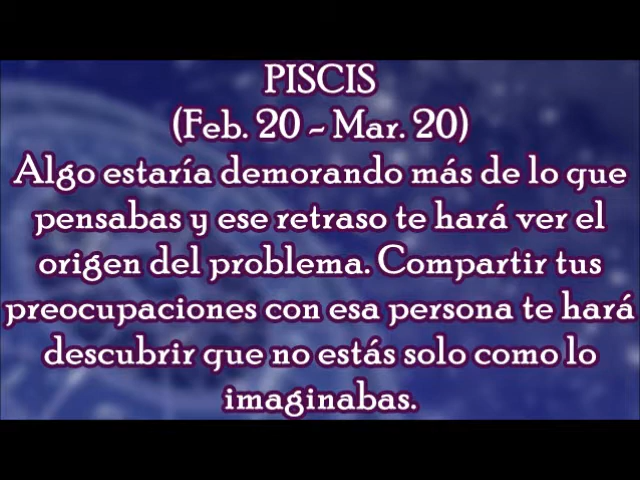 PISCIS
(Feb. 20 - Mar. 20)
Algo estaría demorando más de lo que
pensabas y ese retraso te hará ver el
origen del problema. Compartir tus
preocupaciones con esa persona te hará
descubrir que no estás solo como lo
imaginabas.